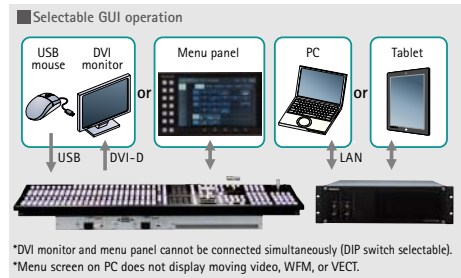 Selectable GUI operation
USB
mouse
DVI
monitor
or
Menu panel
PC
or
Tablet
USB
DVI-D
LAN
*DVI monitor and menu panel cannot be connected simultaneously (DIP switch selectable).
*Menu screen on PC does not display moving video, WFM, or VECT.